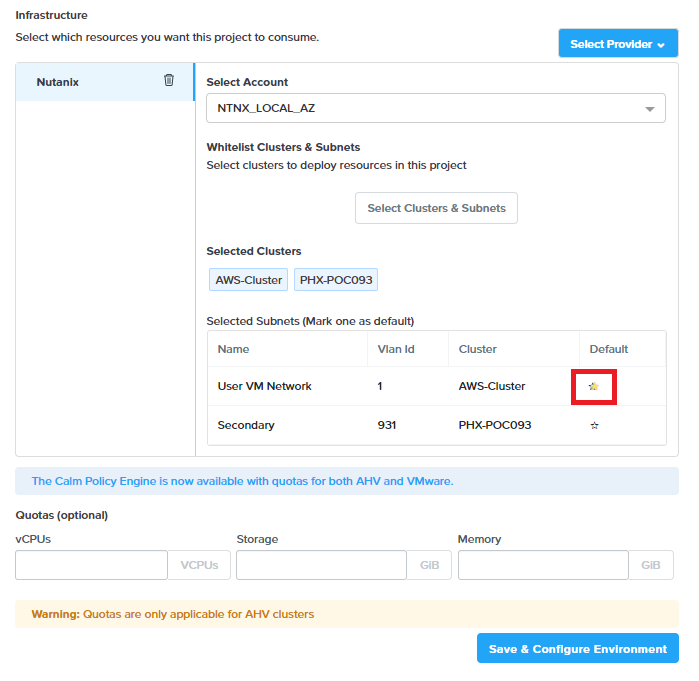 Infrastructure
Select which resources you want this project to consume.
Select Provider
Nutanix
Select Account
NTNX_LOCAL_AZ
Whitelist Clusters & Subnets
Select clusters to deploy resources in this project
Select Clusters & Subnets
Selected Clusters
AWS-Cluster PHX-POC093
Selected Subnets (Mark one as default)
Name Vlan Id Cluster Default
User VM Network 1 AWS-Cluster
Secondary 931 PHX-POC093
The Calm Policy Engine is now available with quotas for both AHV and VMware.
Quotas (optional)
vCPUs Storage Memory
VCPUs GiB GiB
Warning: Quotas are only applicable for AHV clusters
Save & Configure Environment